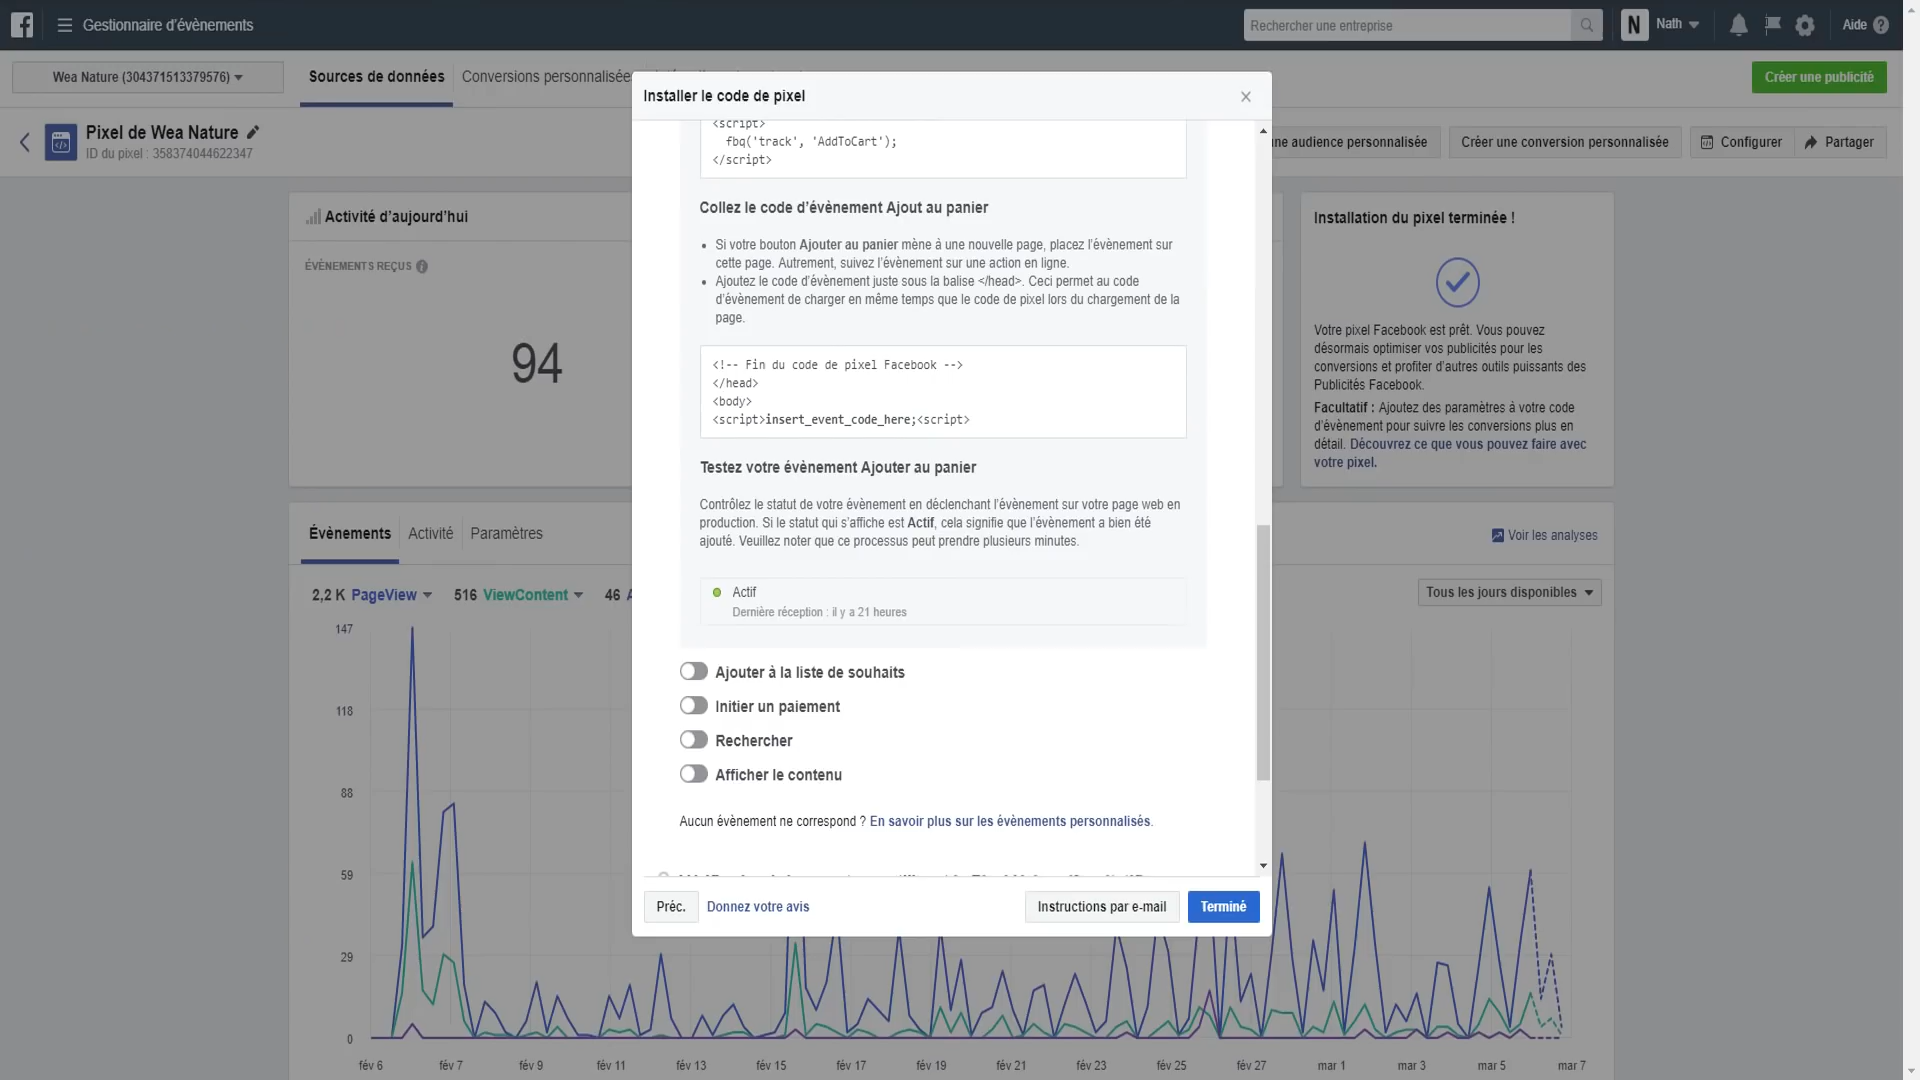 Gestionnaire d'évènements
Rechercher une entreprise
N
Nath
Aide
Wea Nature (304371513379576)
Sources de données
Conversions personnalisée
Créer une publicité
Pixel de Wea Nature
ID du pixel : 358374044622347
ne audience personnalisée
Créer une conversion personnalisée
Configurer
Partager
Installer le code de pixel
<script>
fbq('track', 'AddToCart');
</script>
Collez le code d'évènement Ajout au panier
• Si votre bouton Ajouter au panier mène à une nouvelle page, placez l'évènement sur
cette page. Autrement, suivez l'évènement sur une action en ligne.
• Ajoutez le code d'évènement juste sous la balise </head>. Ceci permet au code
d'évènement de charger en même temps que le code de pixel lors du chargement de la
page.
<!-- Fin du code de pixel Facebook -->
</head>
<body>
<script>insert_event_code_here;<script>
Testez votre évènement Ajouter au panier
Contrôlez le statut de votre évènement en déclenchant l'évènement sur votre page web en
production. Si le statut qui s'affiche est Actif, cela signifie que l'évènement a bien été
ajouté. Veuillez noter que ce processus peut prendre plusieurs minutes.
Actif
Dernière réception : il y a 21 heures
Ajouter à la liste de souhaits
Initier un paiement
Rechercher
Afficher le contenu
Aucun évènement ne correspond ? En savoir plus sur les évènements personnalisés.
Préc.
Donnez votre avis
Instructions par e-mail
Terminé
Activité d'aujourd'hui
ÉVÈNEMENTS REÇUS
94
Installation du pixel terminée !
Votre pixel Facebook est prêt. Vous pouvez
désormais optimiser vos publicités pour les
conversions et profiter d'autres outils puissants des
Publicités Facebook.
Facultatif : Ajoutez des paramètres à votre code
d'évènement pour suivre les conversions plus en
détail. Découvrez ce que vous pouvez faire avec
votre pixel.
Évènements
Activité
Paramètres
Voir les analyses
2,2 K PageView
516 ViewContent
46 A
Tous les jours disponibles
147
118
88
59
29
0
fév 6
fév 7
fév 9
fév 11
fév 13
fév 15
fév 17
fév 19
fév 21
fév 23
fév 25
fév 27
mar 1
mar 3
mar 5
mar 7